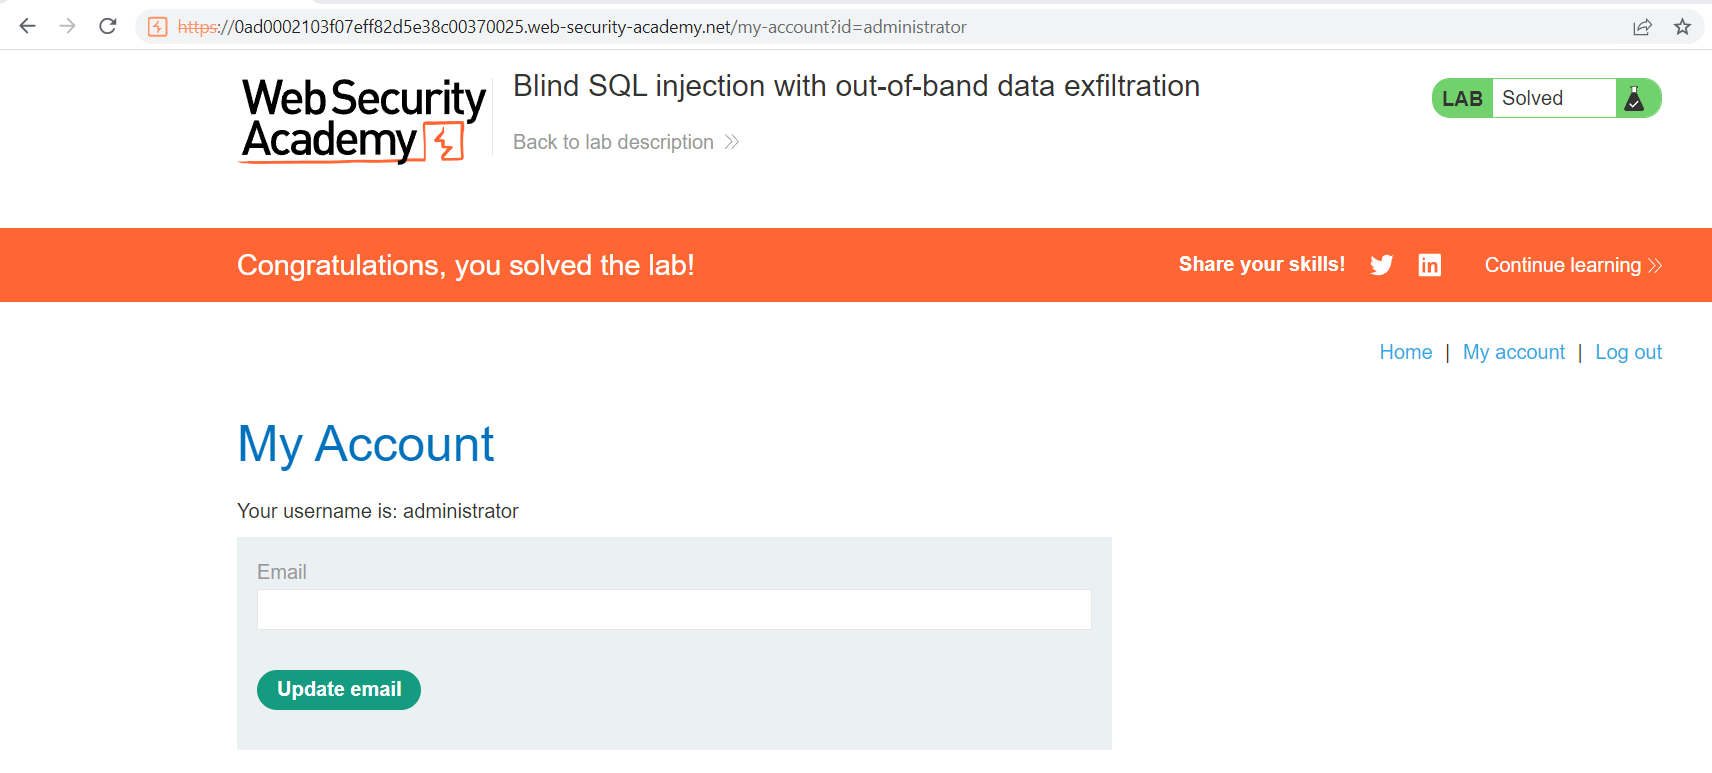 https://0ad0002103f07eff82d5e38c00370025.web-security-academy.net/my-account?id=administrator
Web Security
Academy
Blind SQL injection with out-of-band data exfiltration
Back to lab description
LAB Solved
Congratulations, you solved the lab!
Share your skills!
Continue learning
Home | My account | Log out
My Account
Your username is: administrator
Email
Update email